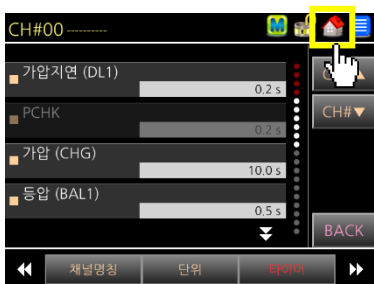 CH#00 ---------
M
가압지연 (DL1)
0.2 s
PCHK
0.2 s
가압 (CHG)
10.0 s
등압 (BAL1)
0.5 s
CH#▼
BACK
채널명칭 단위 타이머